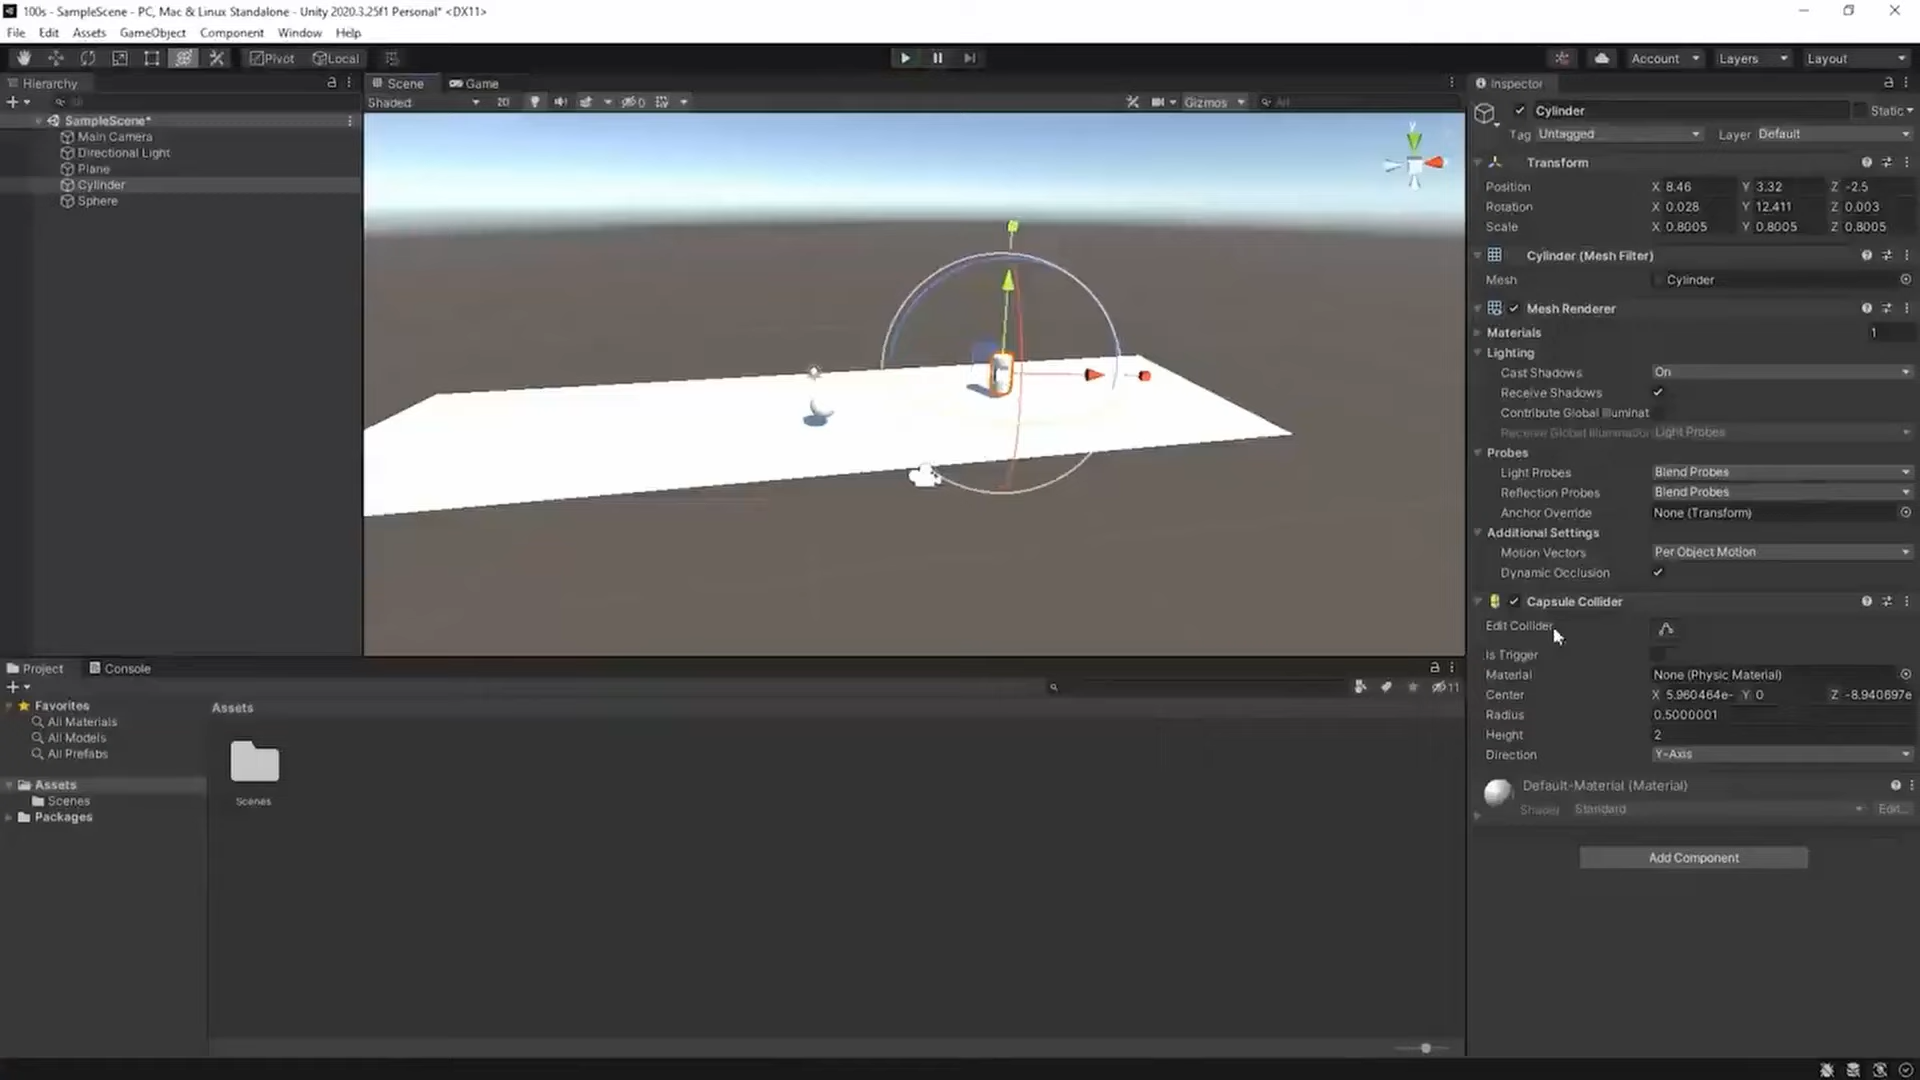 100s - SampleScene - PC, Mac & Linux Standalone - Unity 2020.3.25f1 Personal* <DX11>
File Edit Assets GameObject Component Window Help
Pivot Local
Account Layers Layout
Hierarchy
Scene Game
Inspector
Shaded 2D 0 Gizmos All
All
SampleScene*
Main Camera
Directional Light
Plane
Cylinder
Sphere
y
Cylinder Static
Tag Untagged Layer Default
Transform
Position X 8.46 Y 3.32 Z -2.5
Rotation X 0.028 Y 12.411 Z 0.003
Scale X 0.8005 Y 0.8005 Z 0.8005
Cylinder (Mesh Filter)
Mesh Cylinder
Mesh Renderer
Materials 1
Lighting
Cast Shadows On
Receive Shadows
Contribute Global Illuminat
Receive Global Illumination Light Probes
Probes
Light Probes Blend Probes
Reflection Probes Blend Probes
Anchor Override None (Transform)
Additional Settings
Motion Vectors Per Object Motion
Dynamic Occlusion
Capsule Collider
Edit Collider
Is Trigger
Material None (Physic Material)
Center X 5.960464e- Y 0 Z -8.940697e
Radius 0.5000001
Height 2
Direction Y-Axis
Default-Material (Material)
Shader Standard Edit...
Add Component
Project Console
11
Favorites
All Materials
All Models
All Prefabs
Assets
Scenes
Packages
Assets
Scenes